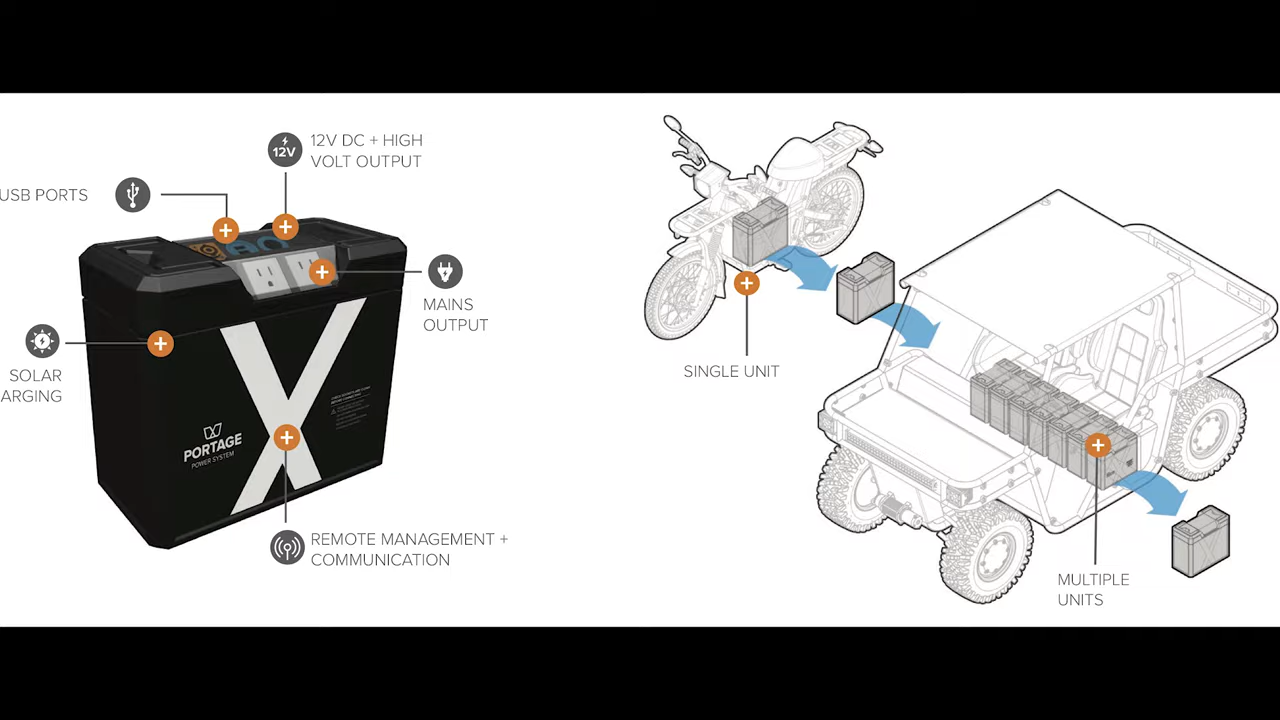 12V DC + HIGH
VOLT OUTPUT
12V
USB PORTS
MAINS
OUTPUT
SOLAR
ARGING
X
PORTAGE
POWER SYSTEM
REMOTE MANAGEMENT +
COMMUNICATION
SINGLE UNIT
MULTIPLE
UNITS